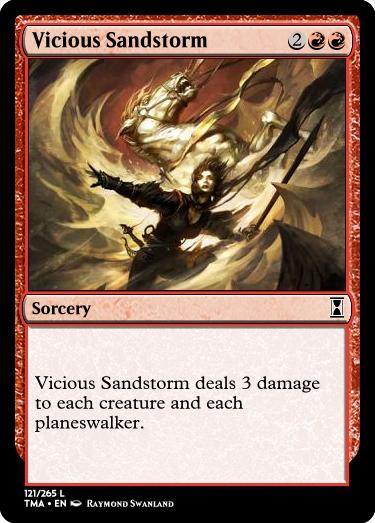 Vicious Sandstorm 2
Sorcery
Vicious Sandstorm deals 3 damage
to each creature and each
planeswalker.
121/265 L
TMA • EN Raymond Swanland